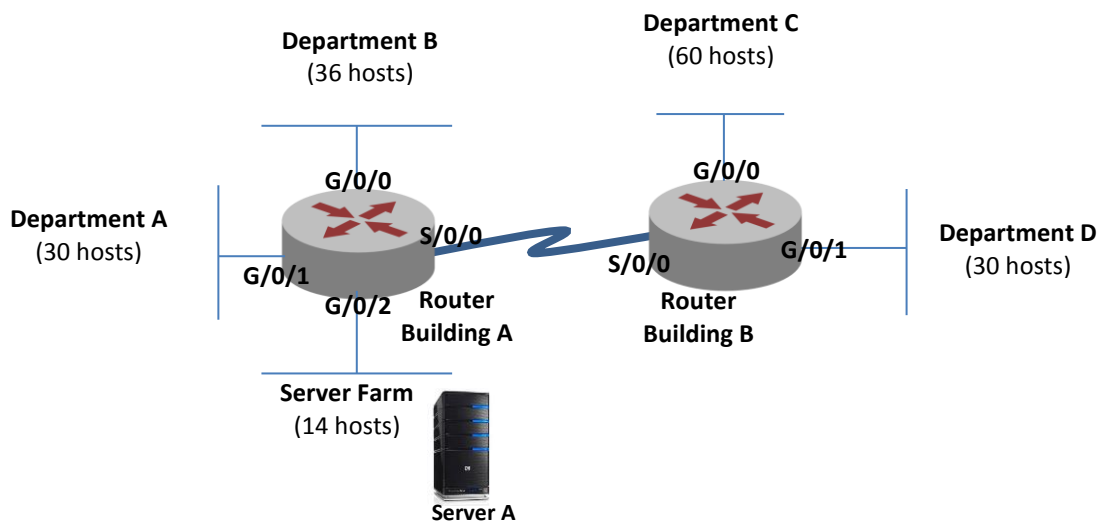 Department B
(36 hosts)
Department C
(60 hosts)
G/0/0
G/0/0
Department A
(30 hosts)
S/0/0
Department D
(30 hosts)
G/0/1
S/0/0
G/0/1
G/0/2
Router
Building A
Router
Building B
Server Farm
(14 hosts)
Server A